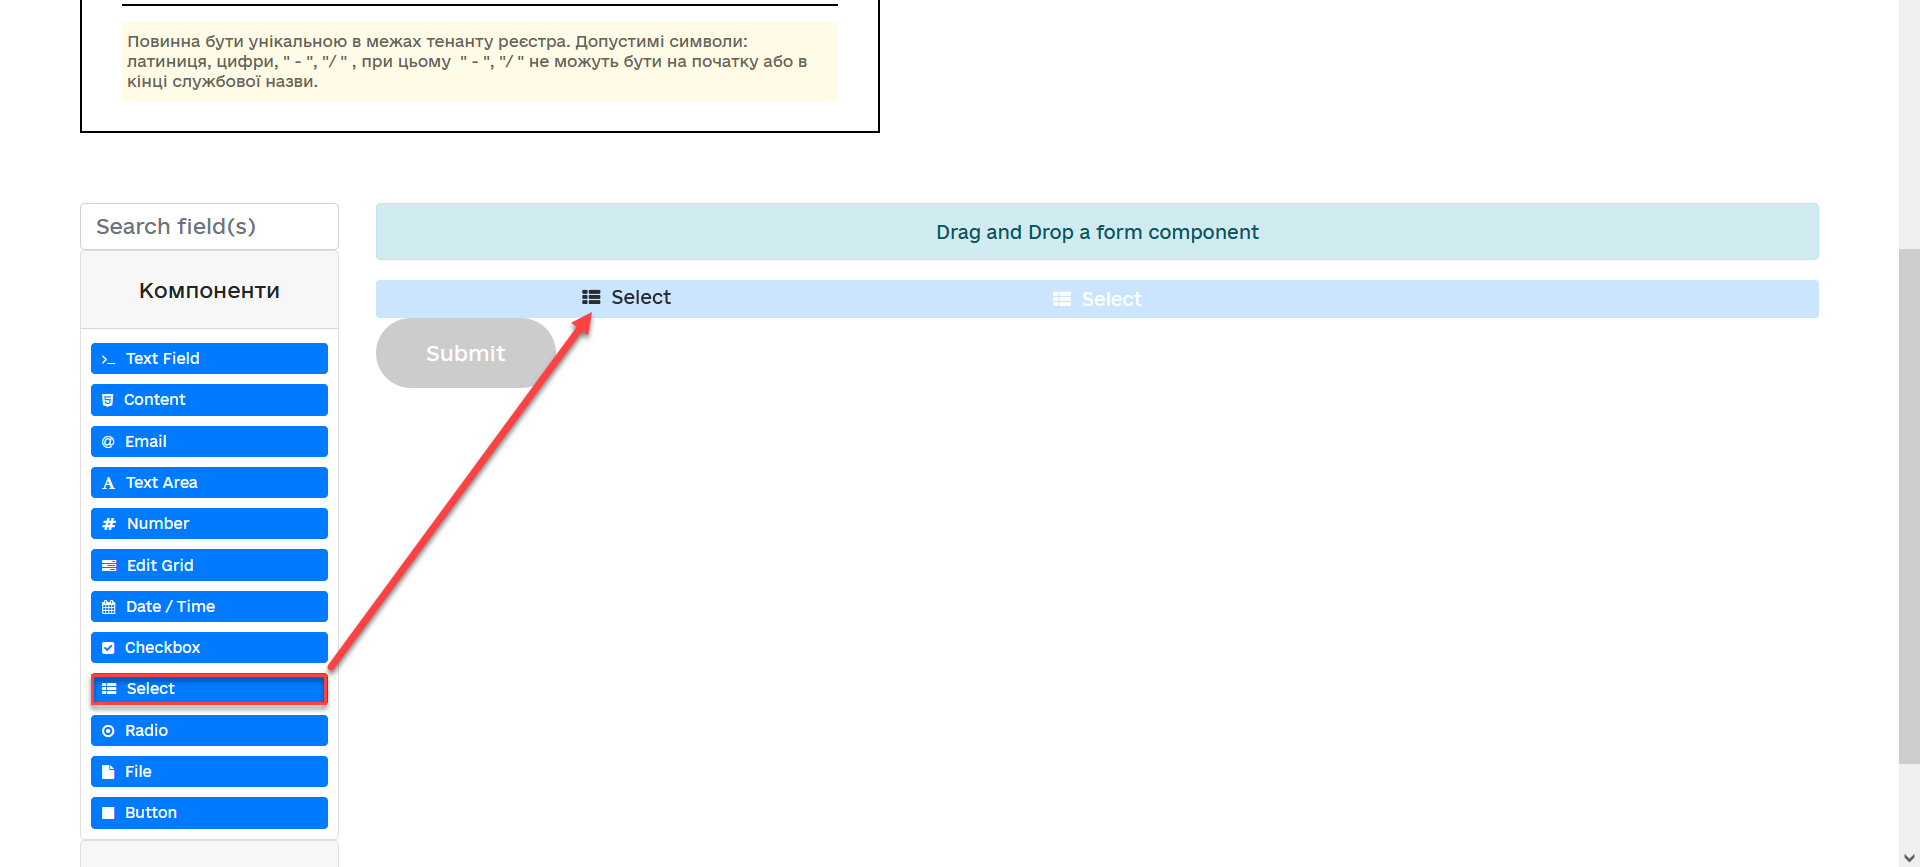 Повинна бути унікальною в межах тенанту реєстра. Допустимі символи:
латиниця, цифри, " - ", "/ " , при цьому " - ", "/ " не можуть бути на початку або в
кінці службової назви.
Search field(s)
Компоненти
Text Field
Content
Email
Text Area
Number
Edit Grid
Date / Time
Checkbox
Select
Radio
File
Button
Drag and Drop a form component
Select
Select
Submit